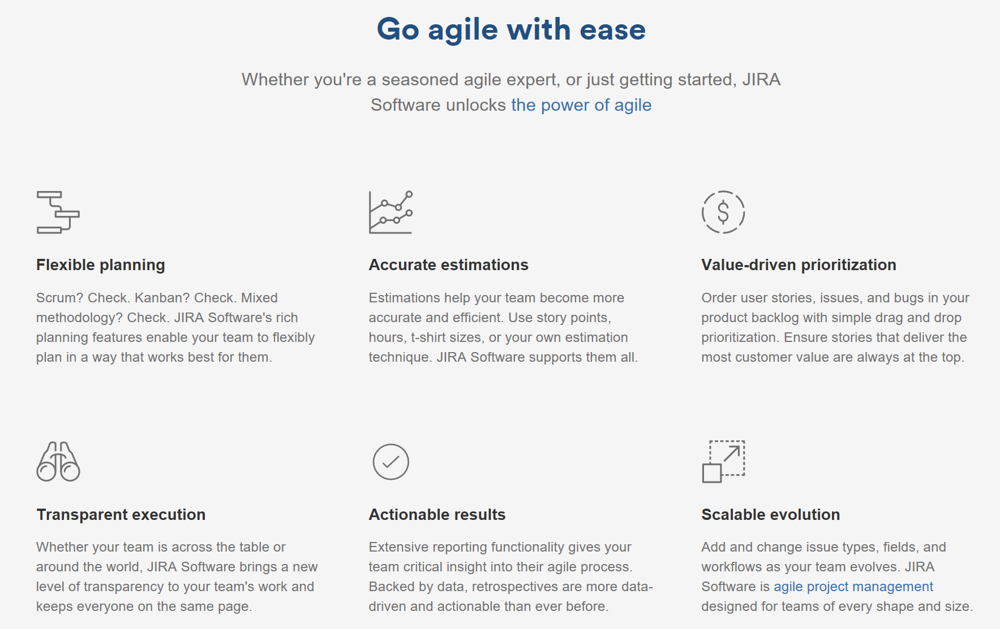 Go agile with ease
Whether you're a seasoned agile expert, or just getting started, JIRA
Software unlocks the power of agile
$
Flexible planning
Scrum? Check. Kanban? Check. Mixed
methodology? Check. JIRA Software's rich
planning features enable your team to flexibly
plan in a way that works best for them.
Accurate estimations
Estimations help your team become more
accurate and efficient. Use story points,
hours, t-shirt sizes, or your own estimation
technique. JIRA Software supports them all.
Value-driven prioritization
Order user stories, issues, and bugs in your
product backlog with simple drag and drop
prioritization. Ensure stories that deliver the
most customer value are always at the top.
Transparent execution
Whether your team is across the table or
around the world, JIRA Software brings a new
level of transparency to your team's work and
keeps everyone on the same page.
Actionable results
Extensive reporting functionality gives your
team critical insight into their agile process.
Backed by data, retrospectives are more data-
driven and actionable than ever before.
Scalable evolution
Add and change issue types, fields, and
workflows as your team evolves. JIRA
Software is agile project management
designed for teams of every shape and size.